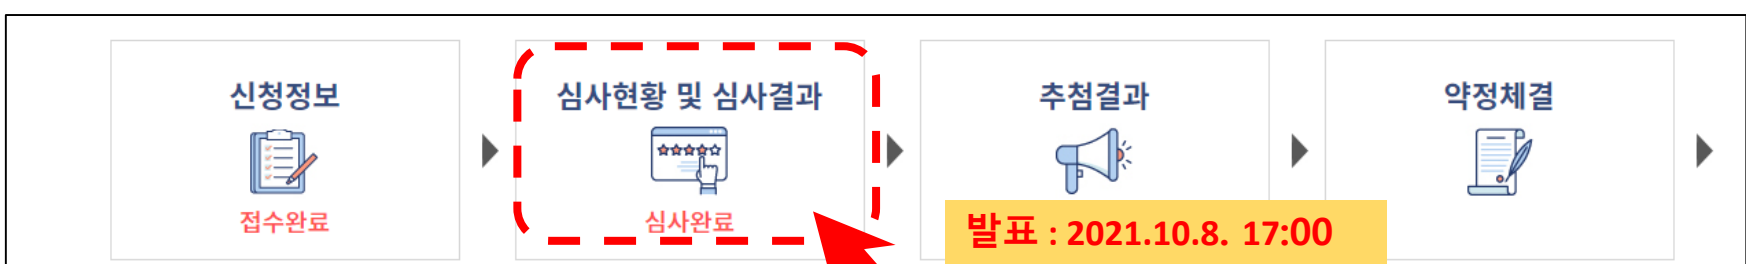 신청정보
접수완료
심사현황 및 심사결과
심사완료
추첨결과
발표 : 2021.10.8. 17:00
약정체결